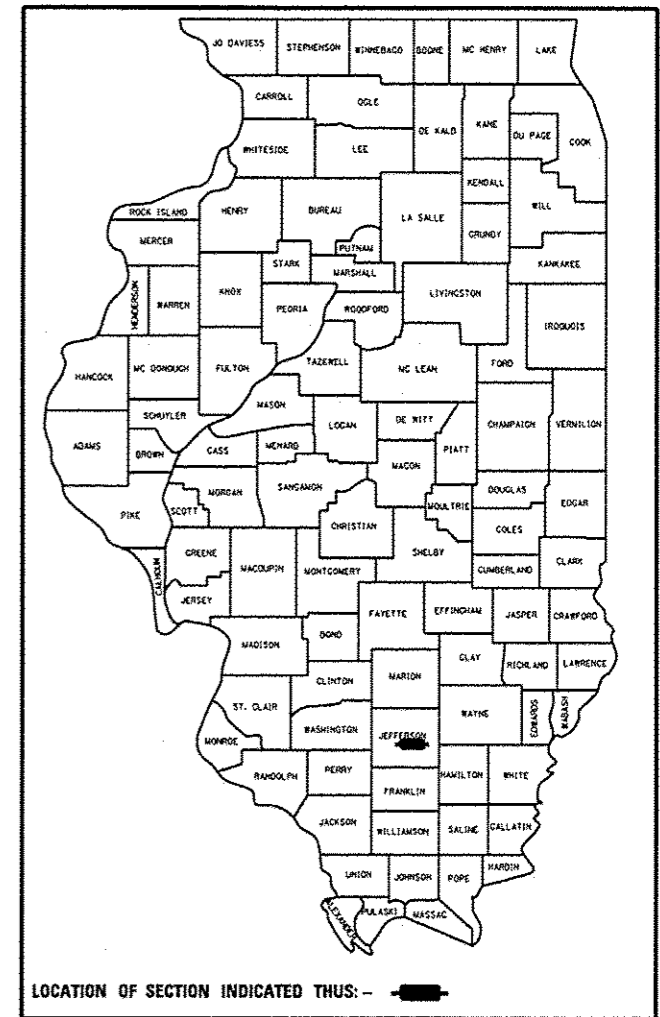 JO DAVIESS STEPHENSON WINNEBAGO BOONE MC HENRY LAKE
CARROLL OGLE DE KALB KANE DU PAGE COOK
WHITESIDE LEE KENDALL WILL
ROCK ISLAND HENRY BUREAU LA SALLE GRUNDY
MERCER PUTNAM KANKAKEE
HENDERSON WARREN KNOX STARK MARSHALL LIVINGSTON
PEORIA WOODFORD IROQUOIS
HANCOCK MC DONOUGH FULTON TAZEWELL MC LEAN FORD
SCHUYLER MASON LOGAN DE WITT CHAMPAIGN VERMILION
ADAMS BROWN CASS MENARD MACON PIATT
PIKE SCOTT MORGAN SANGAMON CHRISTIAN MOULTRIE DOUGLAS EDGAR
COLES
CALHOUN GREENE MACOUPIN MONTGOMERY SHELBY CUMBERLAND CLARK
JERSEY FAYETTE EFFINGHAM JASPER CRAWFORD
MADISON BOND CLAY RICHLAND LAWRENCE
CLINTON MARION
ST. CLAIR WASHINGTON JEFFERSON WAYNE EDWARDS WABASH
MONROE
RANDOLPH PERRY FRANKLIN HAMILTON WHITE
JACKSON WILLIAMSON SALINE GALLATIN
UNION JOHNSON POPE HARDIN
ALEXANDER PULASKI MASSAC
LOCATION OF SECTION INDICATED THUS: -